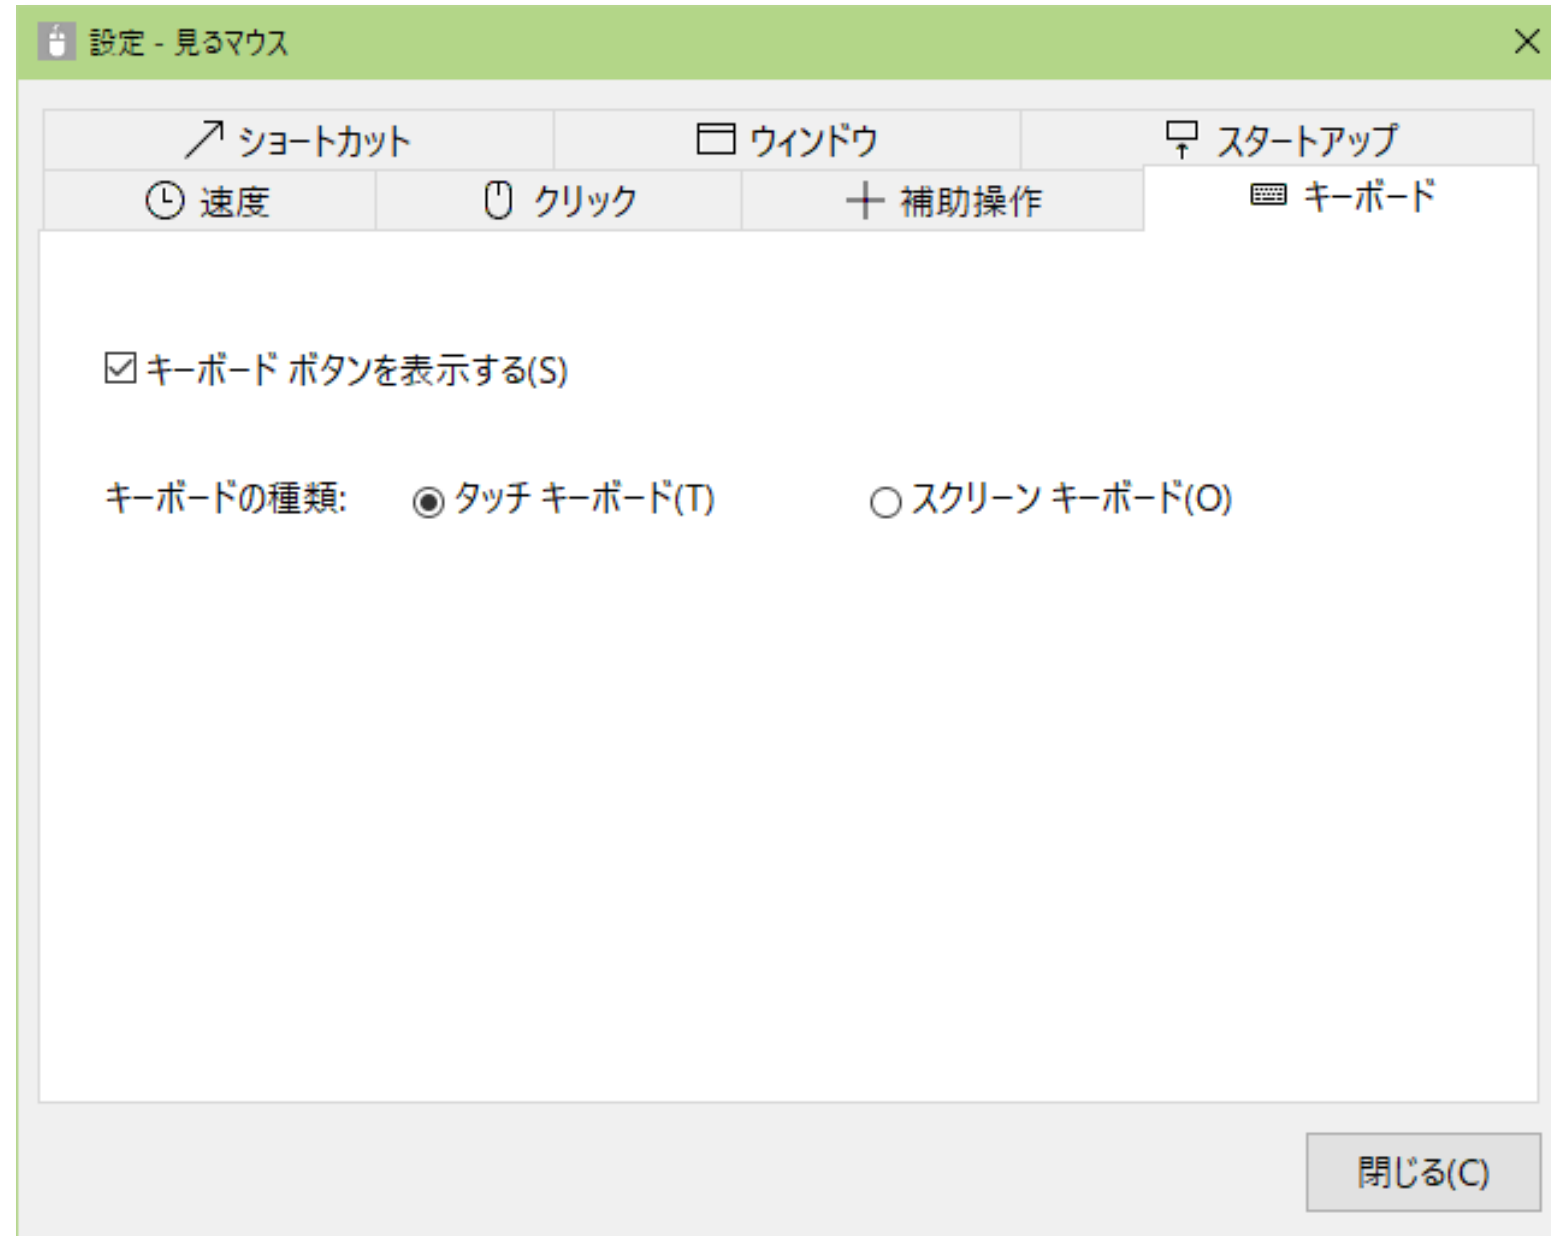 設定 - 見るマウス
ショートカット ウィンドウ スタートアップ
速度 クリック 補助操作 キーボード
キーボード ボタンを表示する(S)
キーボードの種類: タッチ キーボード(T) スクリーン キーボード(O)
閉じる(C)